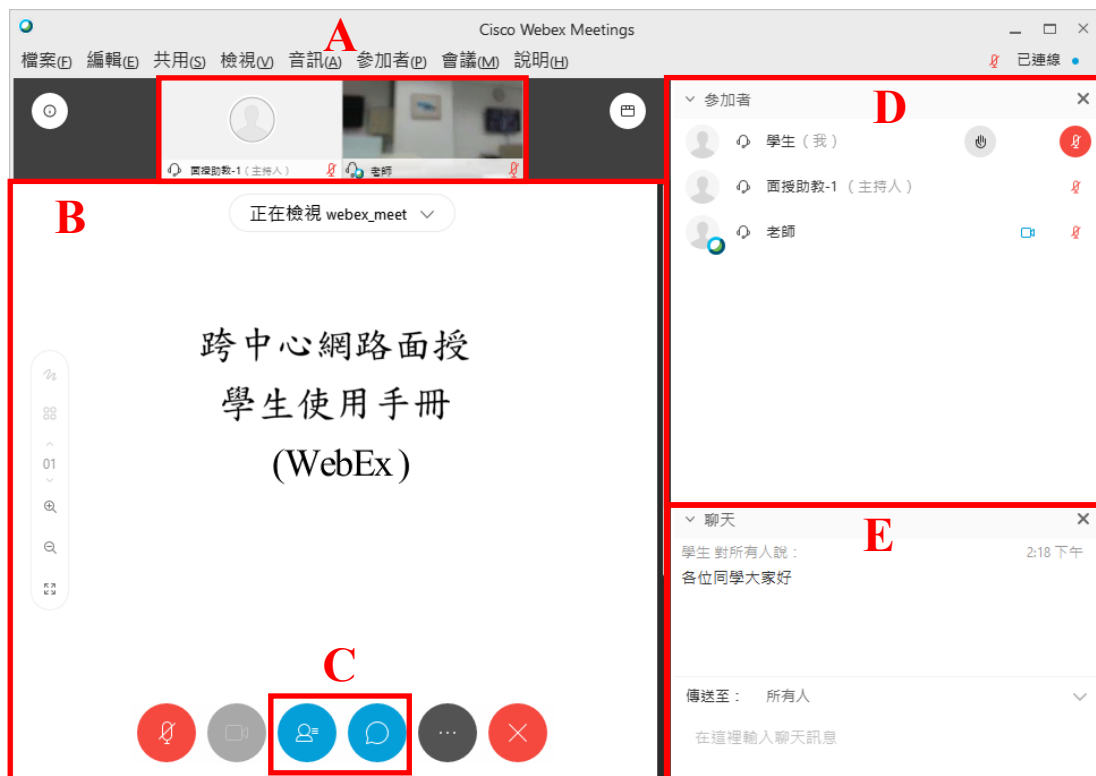 Cisco Webex Meetings
檔案(F) 編輯(E) 共用(S) 檢視(V) 音訊(A) 參加者(P) 會議(M) 說明(H) 已連線
A
面授助教-1 (主持人) 老師
B
正在檢視 webex_meet
跨中心網路面授
學生使用手冊
(WebEx )
01
C
參加者
D
學生 (我)
面授助教-1 (主持人)
老師
聊天
E
學生 對所有人說: 2:18 下午
各位同學大家好
傳送至: 所有人
在這裡輸入聊天訊息